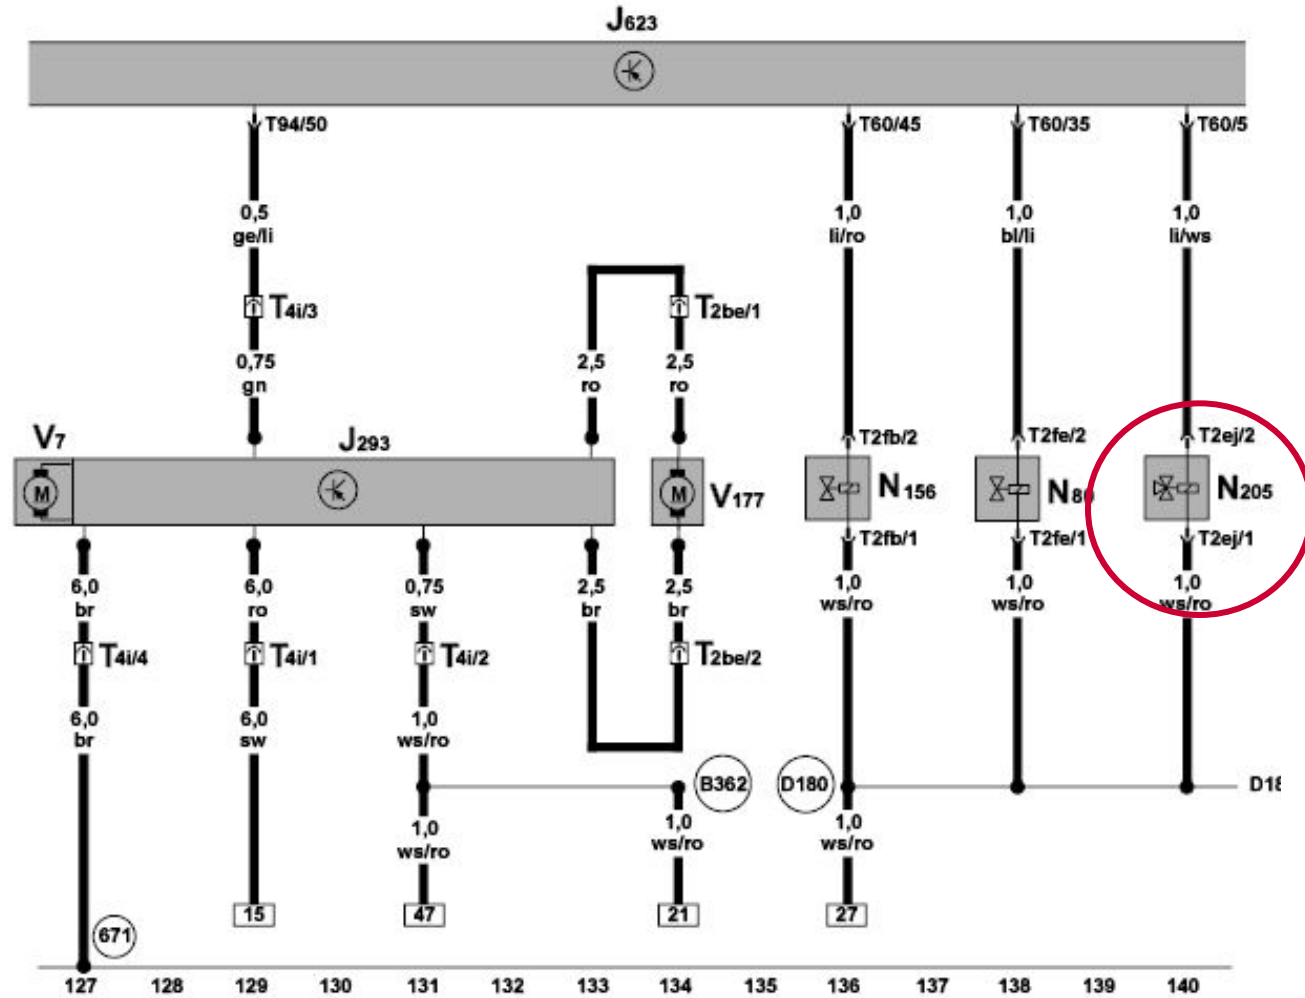 J623
T94/50
T60/45
T60/35
T60/5
0,5
ge/li
1,0
li/ro
1,0
bl/li
1,0
li/ws
T4i/3
T2be/1
0,75
gn
2,5
ro
2,5
ro
V7
J293
T2fb/2
T2fe/2
T2ej/2
M
M
V177
N156
N80
N205
T2fb/1
T2fe/1
T2ej/1
6,0
br
6,0
ro
0,75
sw
2,5
br
2,5
br
1,0
ws/ro
1,0
ws/ro
1,0
ws/ro
T4i/4
T4i/1
T4i/2
T2be/2
6,0
br
6,0
sw
1,0
ws/ro
B362
D180
D18
1,0
ws/ro
1,0
ws/ro
1,0
ws/ro
15
47
21
27
671
127 128 129 130 131 132 133 134 135 136 137 138 139 140